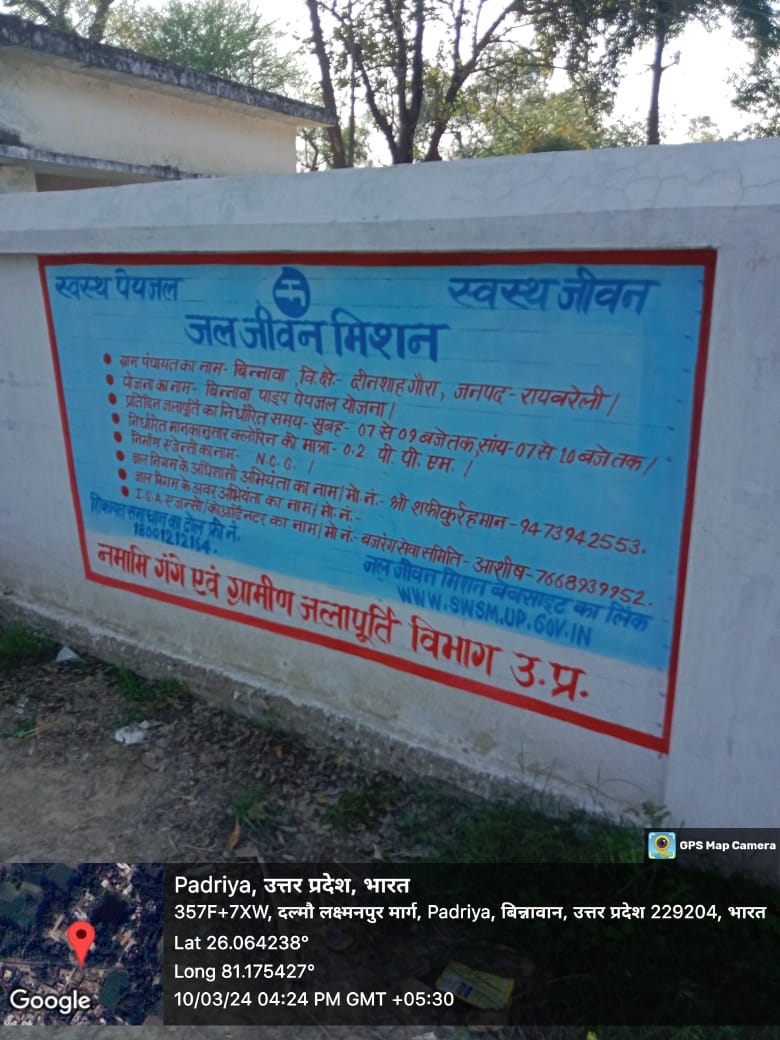 स्वस्थ पेयजल
स्वस्थ जीवन
जल जीवन मिशन
ग्राम पंचायत का नाम- बिन्नावा वि.क्षे.- दीनशाह गौरा, जनपद- रायबरेली।
योजना का नाम- बिन्नावा पाइप पेयजल योजना।
प्रतिदिन जलापूर्ति का निर्धारित समय- सुबह- 07 से 09 बजे तक, सांय- 07 से 10 बजे तक।
निर्धारित मानकानुसार क्लोरिन की मात्रा- 0.2 पी. पी. एम.।
निर्माण एजेन्सी का नाम- N.C.C.।
जल निगम के अधिशासी अभियंता का नाम/मो.नं.- श्री शफीकुर्रहमान- 9473942553.
जल निगम के अवर अभियंता का नाम/मो.नं.-
I.S.A एजेन्सी/कोआर्डिनेटर का नाम/मो नं.- बजरंग सेवा समिति- आशीष- 7668939952.
शिकायत समाधान का टोल फ्री नं.
18001212164.
जल जीवन मिशन बेबसाइट का लिंक
WWW.SWSM.UP.GOV.IN
नमामि गंगे एवं ग्रामीण जलापूर्ति विभाग उ.प्र.
GPS Map Camera
Padriya, उत्तर प्रदेश, भारत
357F+7XW, दल्मौ लक्ष्मनपुर मार्ग, Padriya, बिन्नावान, उत्तर प्रदेश 229204, भारत
Lat 26.064238°
Long 81.175427°
10/03/24 04:24 PM GMT +05:30
Google